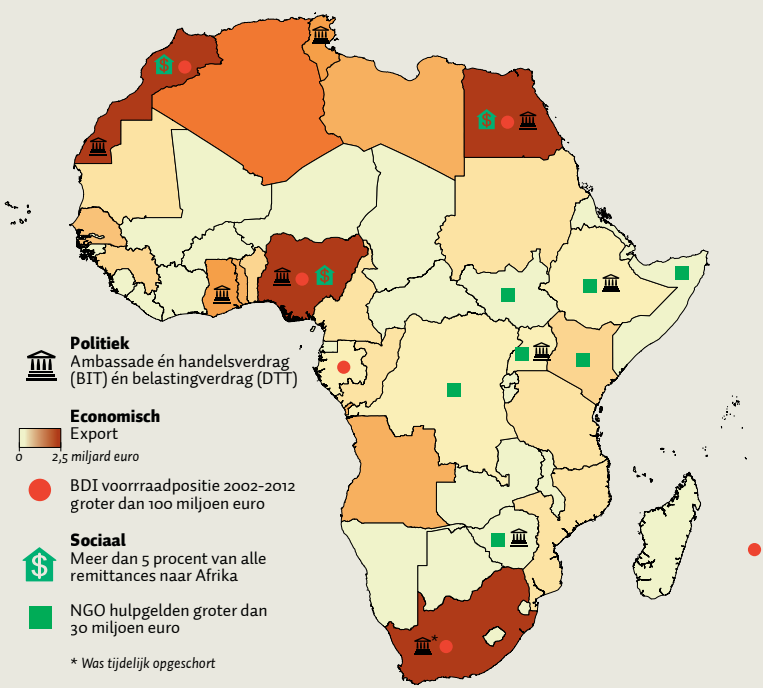 Politiek
Ambassade én handelsverdrag
(BIT) én belastingverdrag (DTT)
Economisch
Export
0 2,5 miljard euro
BDI voorraadpositie 2002-2012
groter dan 100 miljoen euro
Sociaal
$
Meer dan 5 procent van alle
remittances naar Afrika
NGO hulpgelden groter dan
30 miljoen euro
* Was tijdelijk opgeschort
$
$
$
*